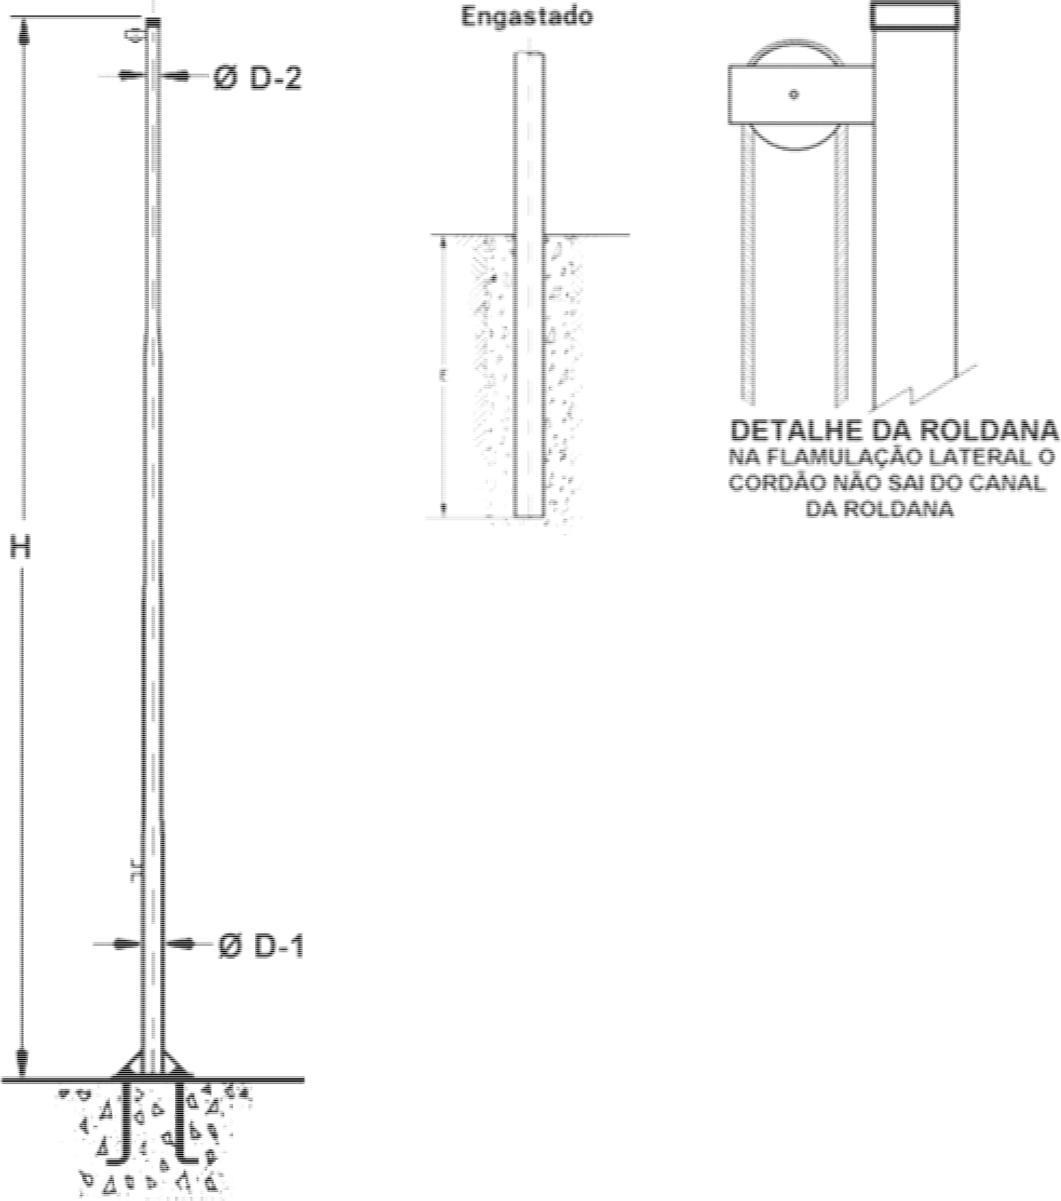 Engastado
Ø D-2
H
Ø D-1
DETALHE DA ROLDANA
NA FLAMULAÇÃO LATERAL O
CORDÃO NÃO SAI DO CANAL
DA ROLDANA